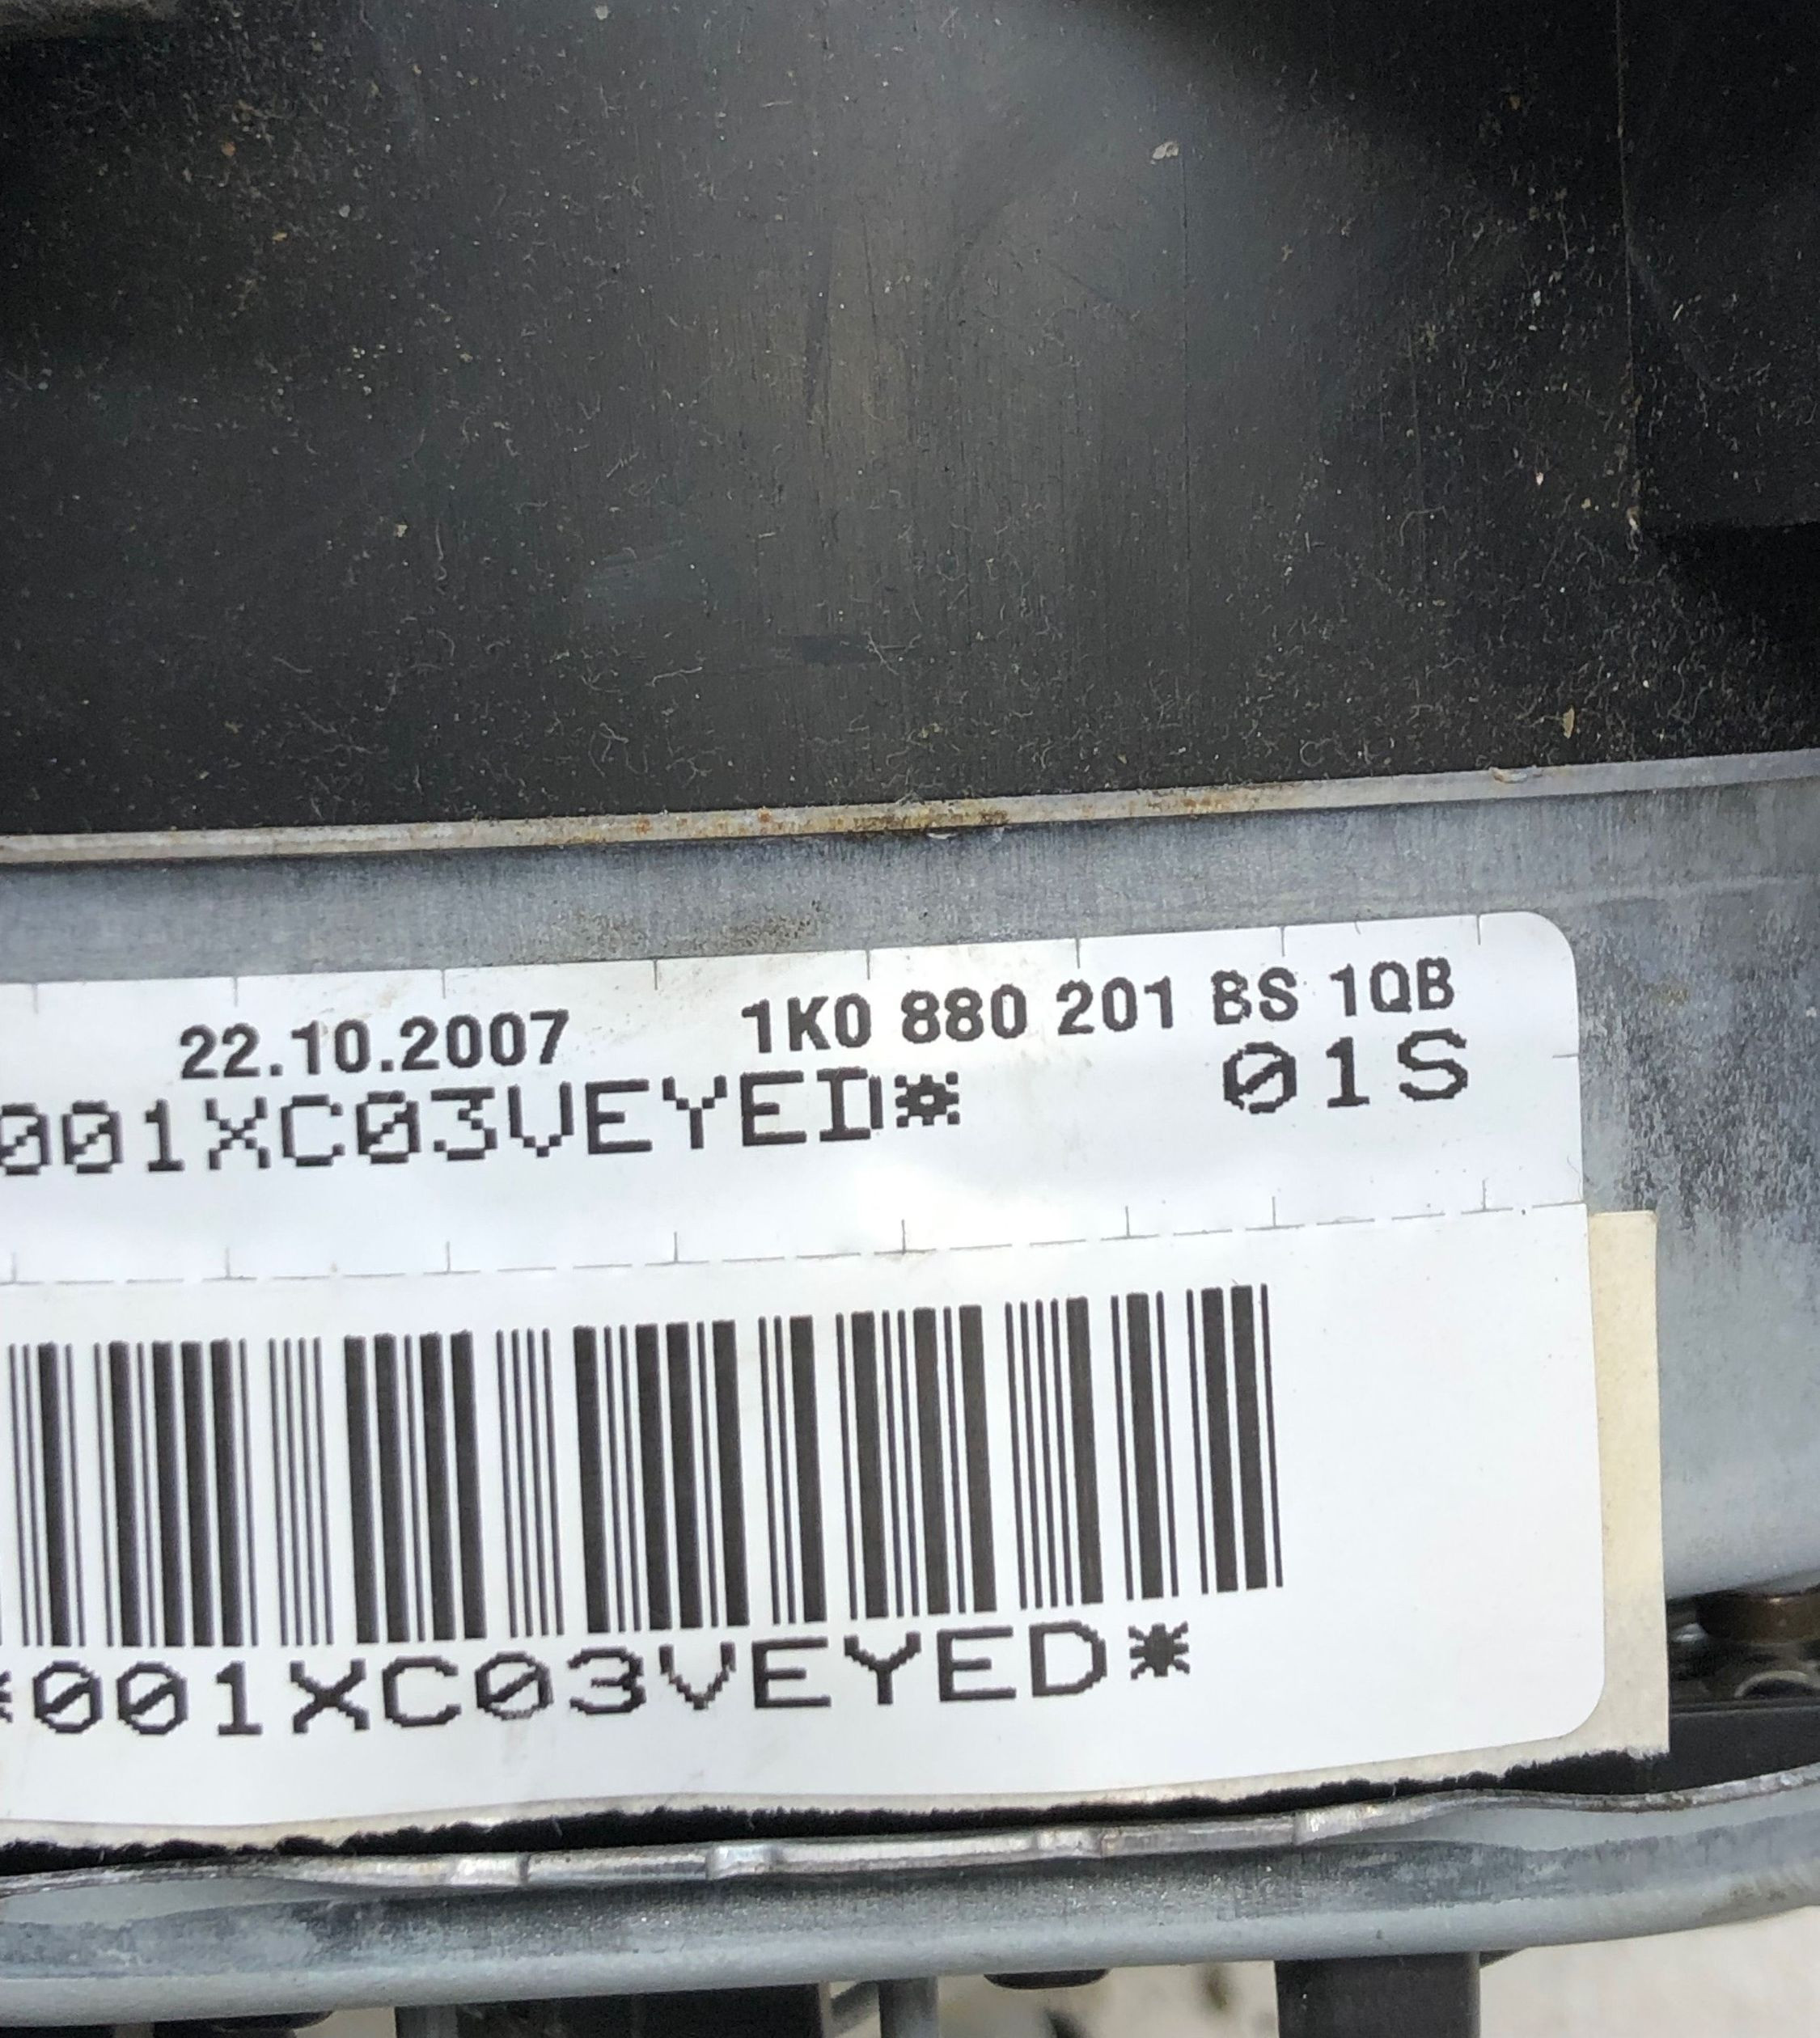 22.10.2007 1K0 880 201 BS 1QB
001XC03VEYED* 01S
*001XC03VEYED*